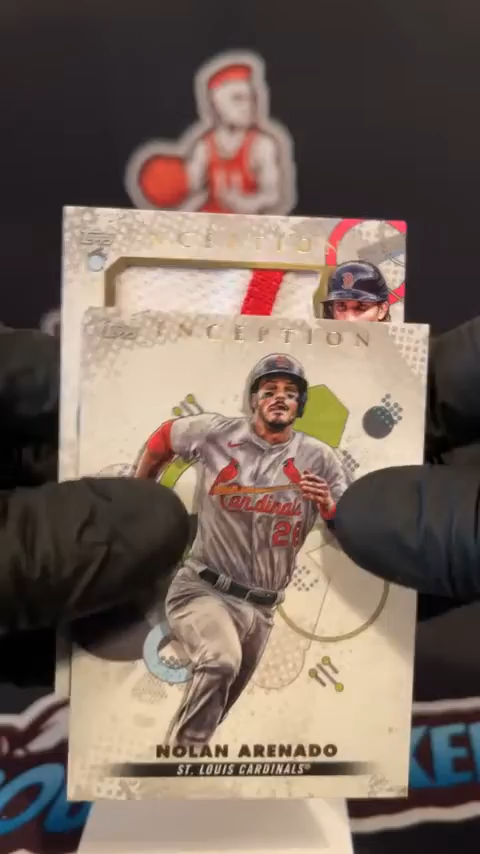 TOPPS
INCEPTION
TOPPS
INCEPTION
Cardinals
28
NOLAN ARENADO
ST. LOUIS CARDINALS®